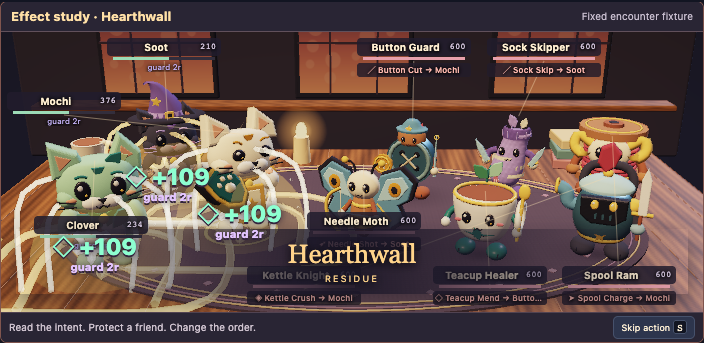 Effect study · Hearthwall
Fixed encounter fixture
Soot 210
guard 2r
Button Guard 600
Button Cut → Mochi
Sock Skipper 600
Sock Skip → Soot
Mochi 376
guard 2r
+109
guard 2r
+109
guard 2r
Clover 234
+109
guard 2r
Needle Moth 600
Hearthwall
RESIDUE
Kettle Knight
Kettle Crush → Mochi
Teacup Healer 600
Teacup Mend → Butto...
Spool Ram 600
Spool Charge → Mochi
Read the intent. Protect a friend. Change the order.
Skip action S